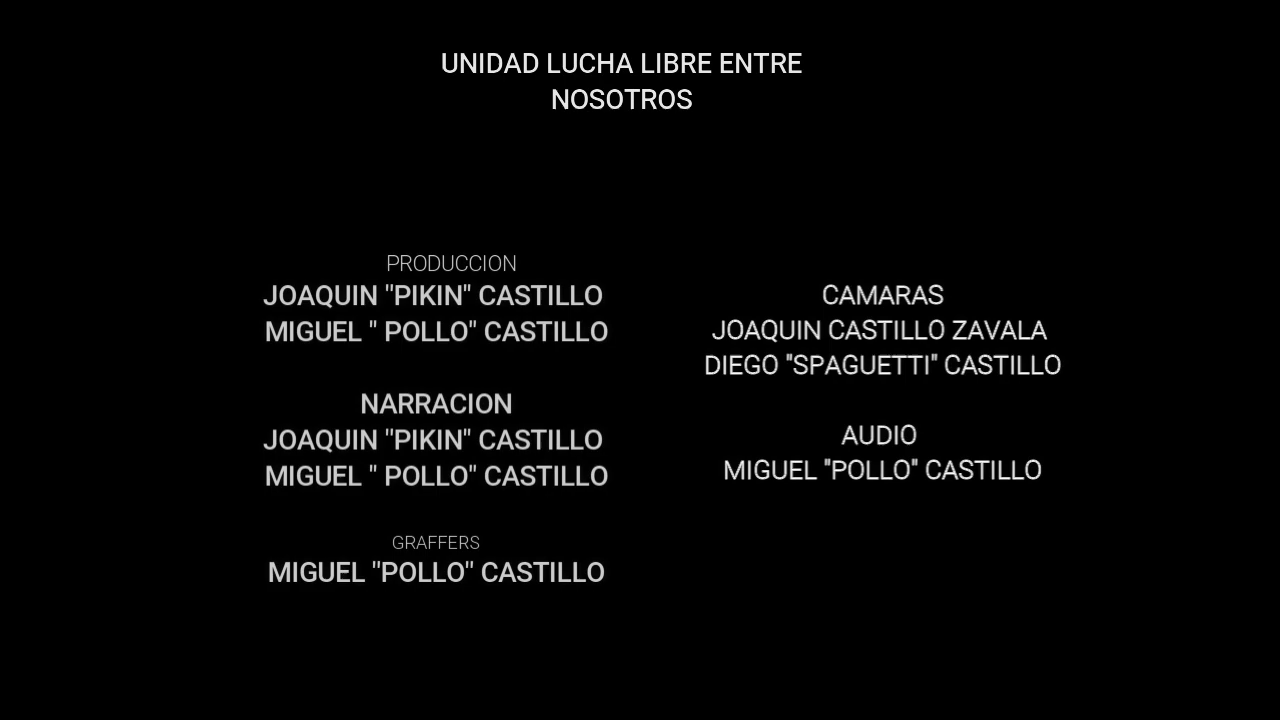 UNIDAD LUCHA LIBRE ENTRE
NOSOTROS
PRODUCCION
JOAQUIN "PIKIN" CASTILLO
MIGUEL " POLLO" CASTILLO
NARRACION
JOAQUIN "PIKIN" CASTILLO
MIGUEL " POLLO" CASTILLO
GRAFFERS
MIGUEL "POLLO" CASTILLO
CAMARAS
JOAQUIN CASTILLO ZAVALA
DIEGO "SPAGUETTI" CASTILLO
AUDIO
MIGUEL "POLLO" CASTILLO